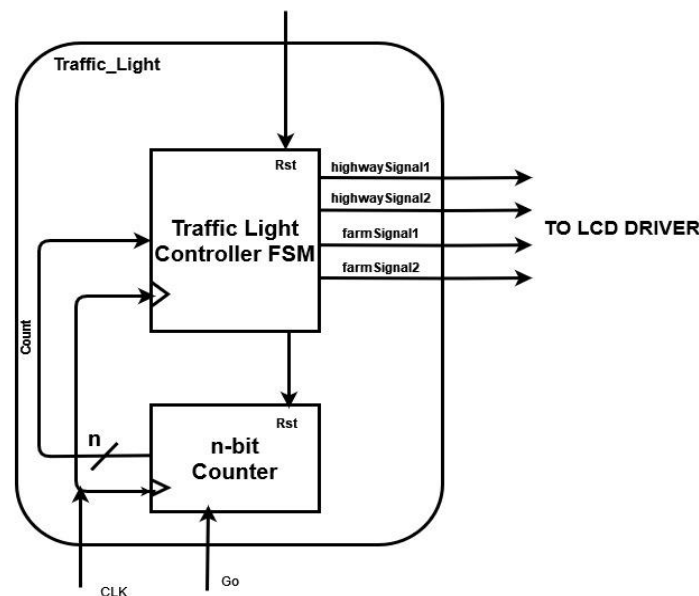 Traffic_Light
Rst
highwaySignal1
highwaySignal2
farmSignal1
farmSignal2
TO LCD DRIVER
Traffic Light
Controller FSM
Count
n
Rst
n-bit
Counter
CLK
Go